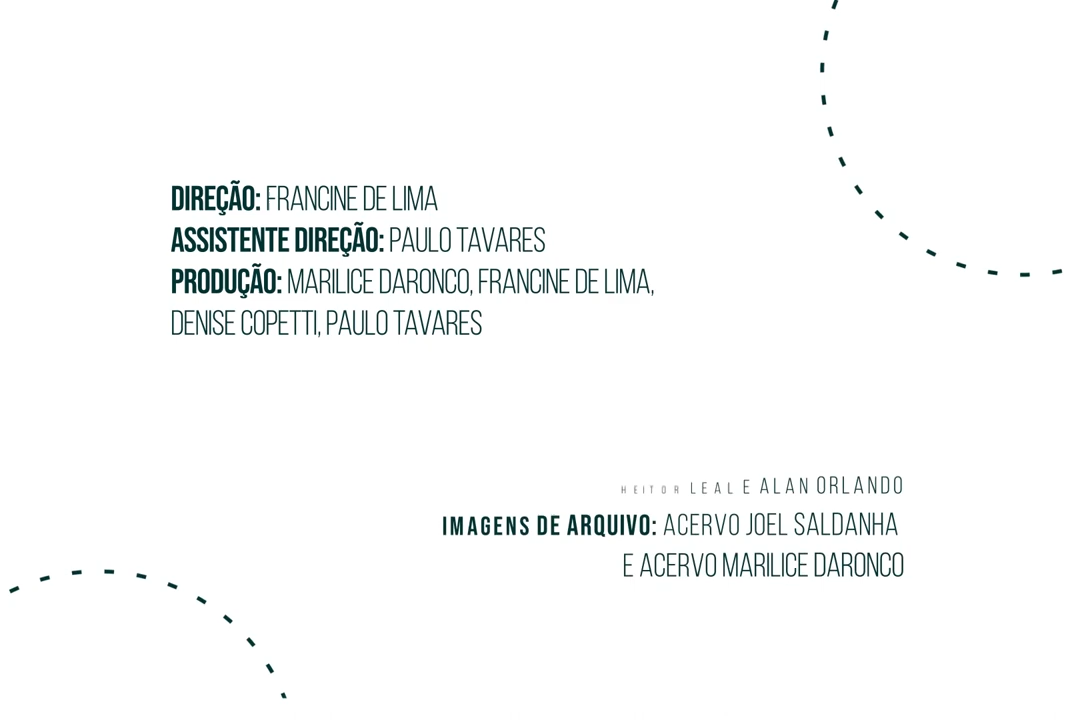 DIREÇÃO: FRANCINE DE LIMA
ASSISTENTE DIREÇÃO: PAULO TAVARES
PRODUÇÃO: MARILICE DARONCO, FRANCINE DE LIMA,
DENISE COPETTI, PAULO TAVARES
HEITOR LEAL E ALAN ORLANDO
IMAGENS DE ARQUIVO: ACERVO JOEL SALDANHA
E ACERVO MARILICE DARONCO